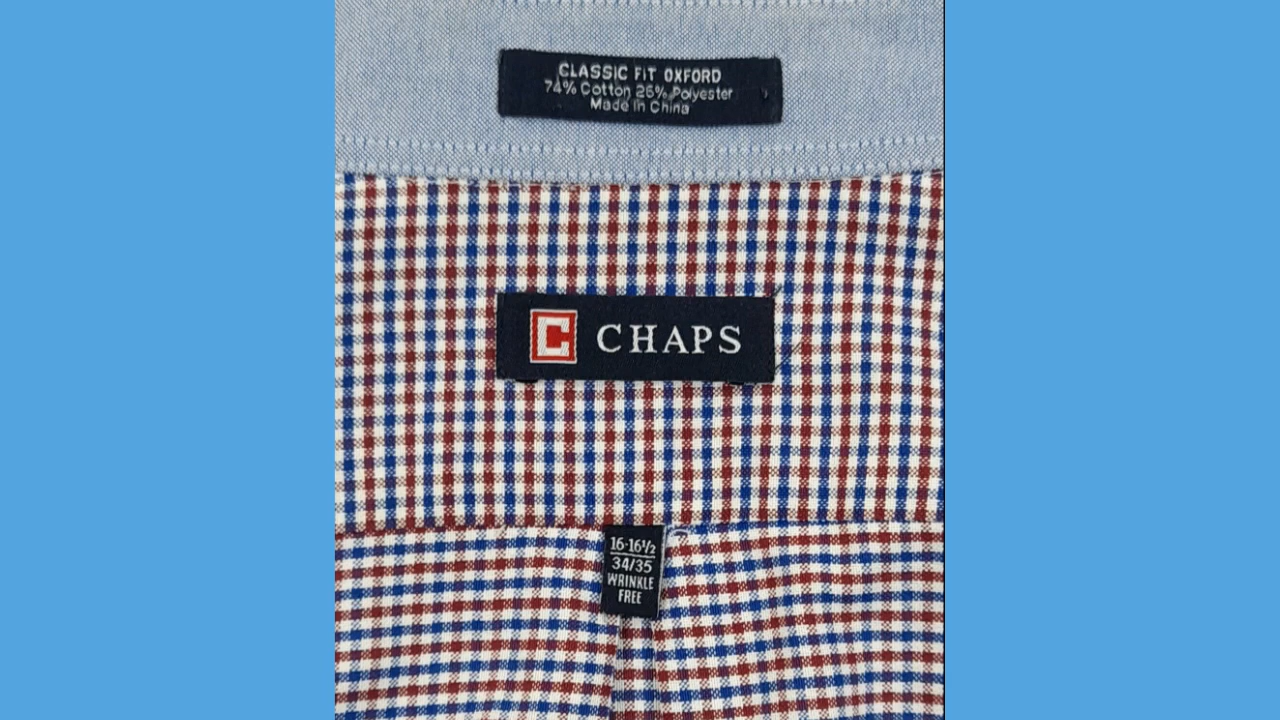 CLASSIC FIT OXFORD
74% Cotton 26% Polyester
Made in China
C CHAPS
16-16½
34/35
WRINKLE
FREE